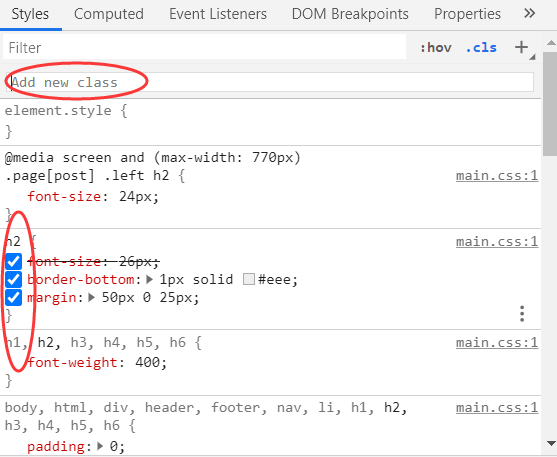 Styles Computed Event Listeners DOM Breakpoints Properties »
Filter :hov .cls +
Add new class
element.style {
}
@media screen and (max-width: 770px)
.page[post] .left h2 { main.css:1
font-size: 24px;
}
h2 { main.css:1
font-size: 26px;
border-bottom: 1px solid #eee;
margin: 50px 0 25px;
}
h1, h2, h3, h4, h5, h6 { main.css:1
font-weight: 400;
}
body, html, div, header, footer, nav, li, h1, h2, main.css:1
h3, h4, h5, h6 {
padding: 0;